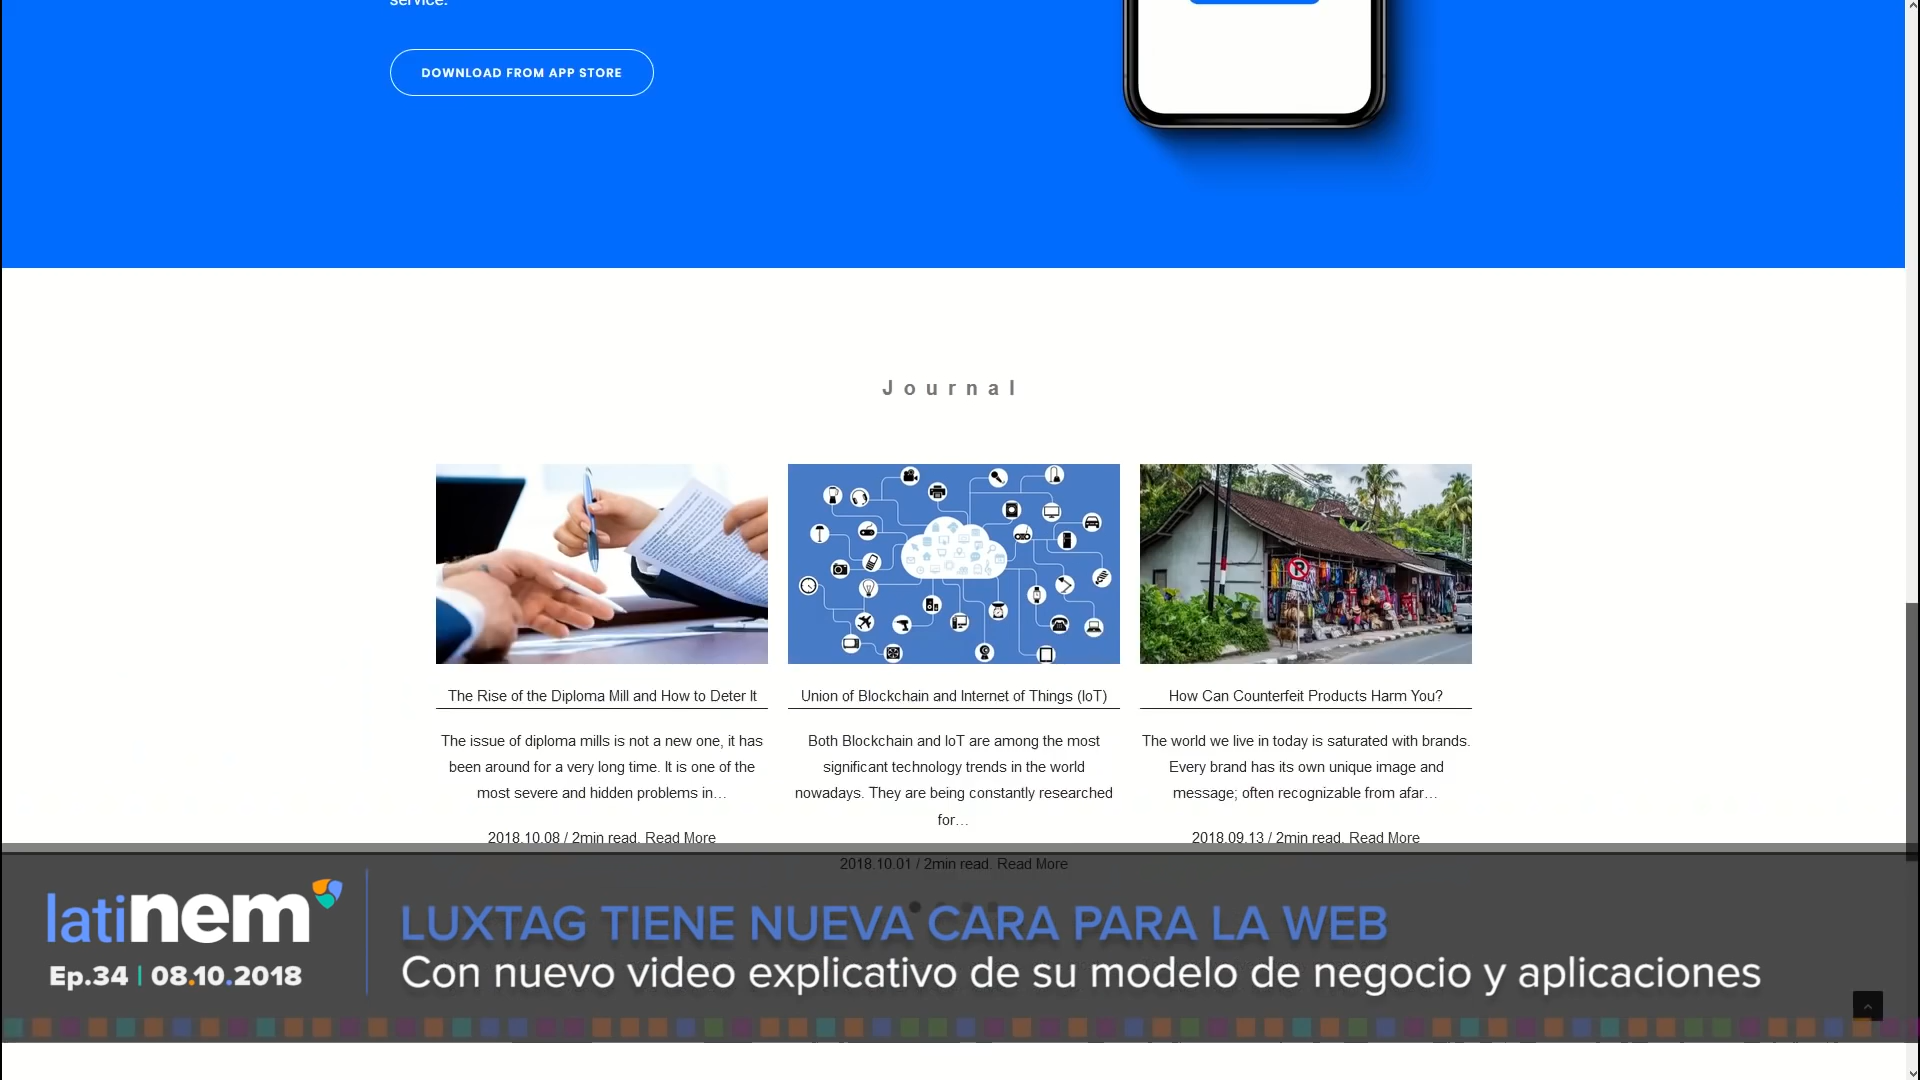 service.
DOWNLOAD FROM APP STORE
Journal
The Rise of the Diploma Mill and How to Deter It
The issue of diploma mills is not a new one, it has
been around for a very long time. It is one of the
most severe and hidden problems in…
2018.10.08 / 2min read. Read More
Union of Blockchain and Internet of Things (IoT)
Both Blockchain and IoT are among the most
significant technology trends in the world
nowadays. They are being constantly researched
for…
2018.10.01 / 2min read. Read More
How Can Counterfeit Products Harm You?
The world we live in today is saturated with brands.
Every brand has its own unique image and
message; often recognizable from afar…
2018.09.13 / 2min read. Read More
latinem
Ep.34 | 08.10.2018
LUXTAG TIENE NUEVA CARA PARA LA WEB
Con nuevo video explicativo de su modelo de negocio y aplicaciones